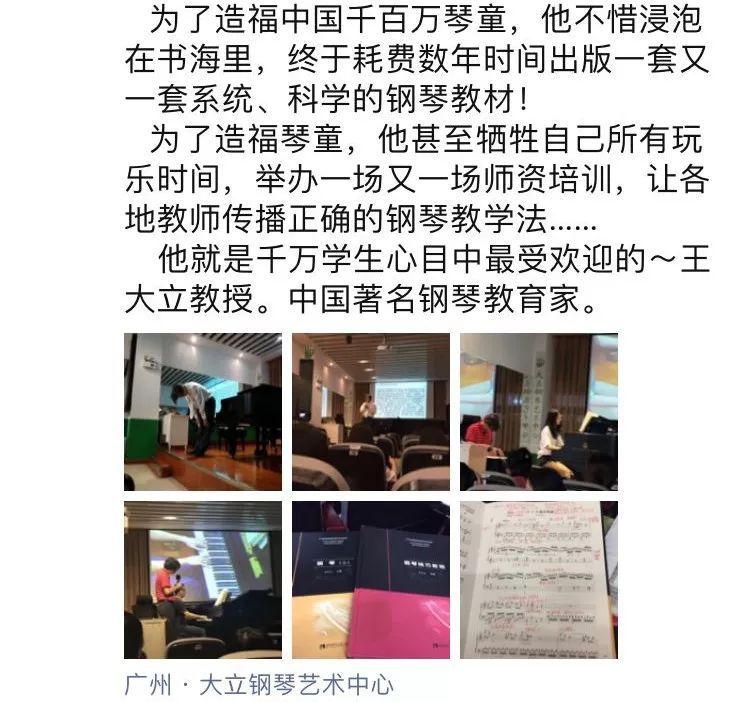 为了造福中国千百万琴童，他不惜浸泡
在书海里，终于耗费数年时间出版一套又
一套系统、科学的钢琴教材！
为了造福琴童，他甚至牺牲自己所有玩
乐时间，举办一场又一场师资培训，让各
地教师传播正确的钢琴教学法……
他就是千万学生心目中最受欢迎的～王
大立教授。中国著名钢琴教育家。
广州 · 大立钢琴艺术中心